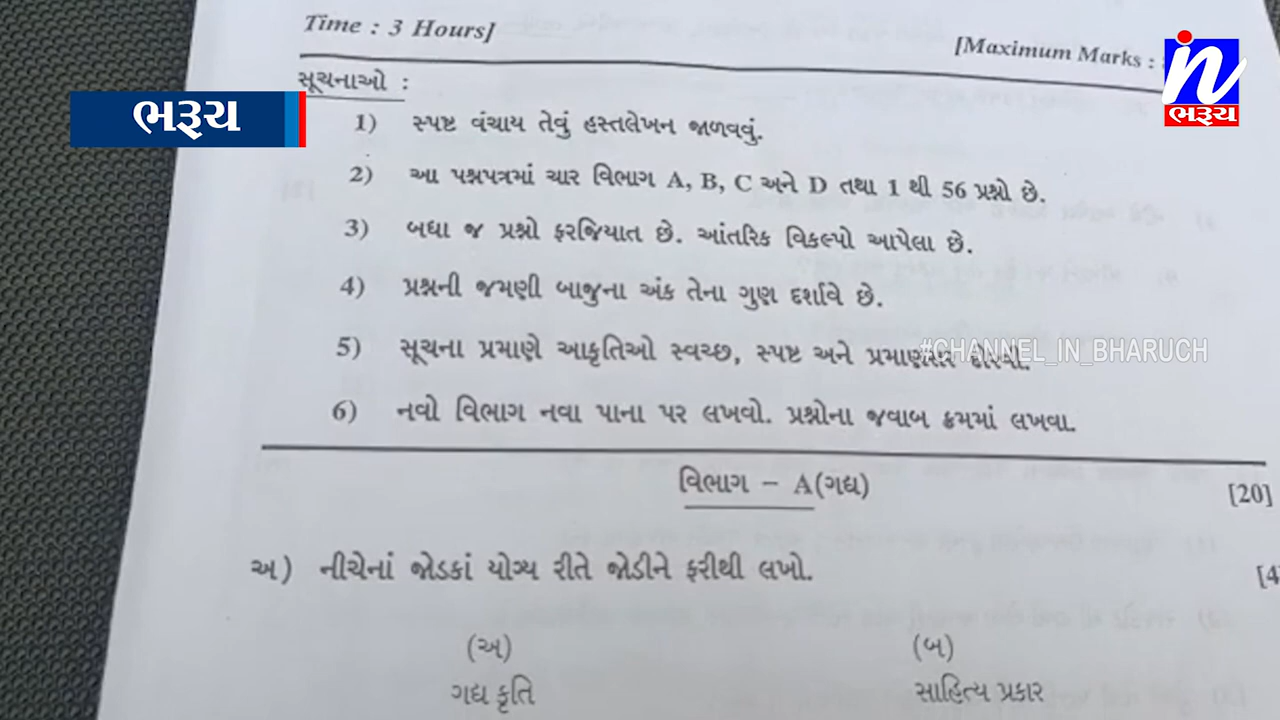 Time : 3 Hours]
[Maximum Marks :
સૂચનાઓ :
ભરૂચ
in
ભરૂચ
1) સ્પષ્ટ વંચાય તેવું હસ્તલેખન જાળવવું.
2) આ પશ્નપત્રમાં ચાર વિભાગ A, B, C અને D તથા 1 થી 56 પ્રશ્નો છે.
3) બધા જ પ્રશ્નો ફરજિયાત છે. આંતરિક વિકલ્પો આપેલા છે.
4) પ્રશ્નની જમણી બાજુના અંક તેના ગુણ દર્શાવે છે.
5) સૂચના પ્રમાણે આકૃતિઓ સ્વચ્છ, સ્પષ્ટ અને
#CHANNEL_IN_BHARUCH
6) નવો વિભાગ નવા પાના પર લખવો. પ્રશ્નોના જવાબ ક્રમમાં લખવા.
વિભાગ – A(ગદ્ય) [20]
અ) નીચેનાં જોડકાં યોગ્ય રીતે જોડીને ફરીથી લખો. [4
(અ) (બ)
ગદ્ય કૃતિ સાહિત્ય પ્રકાર